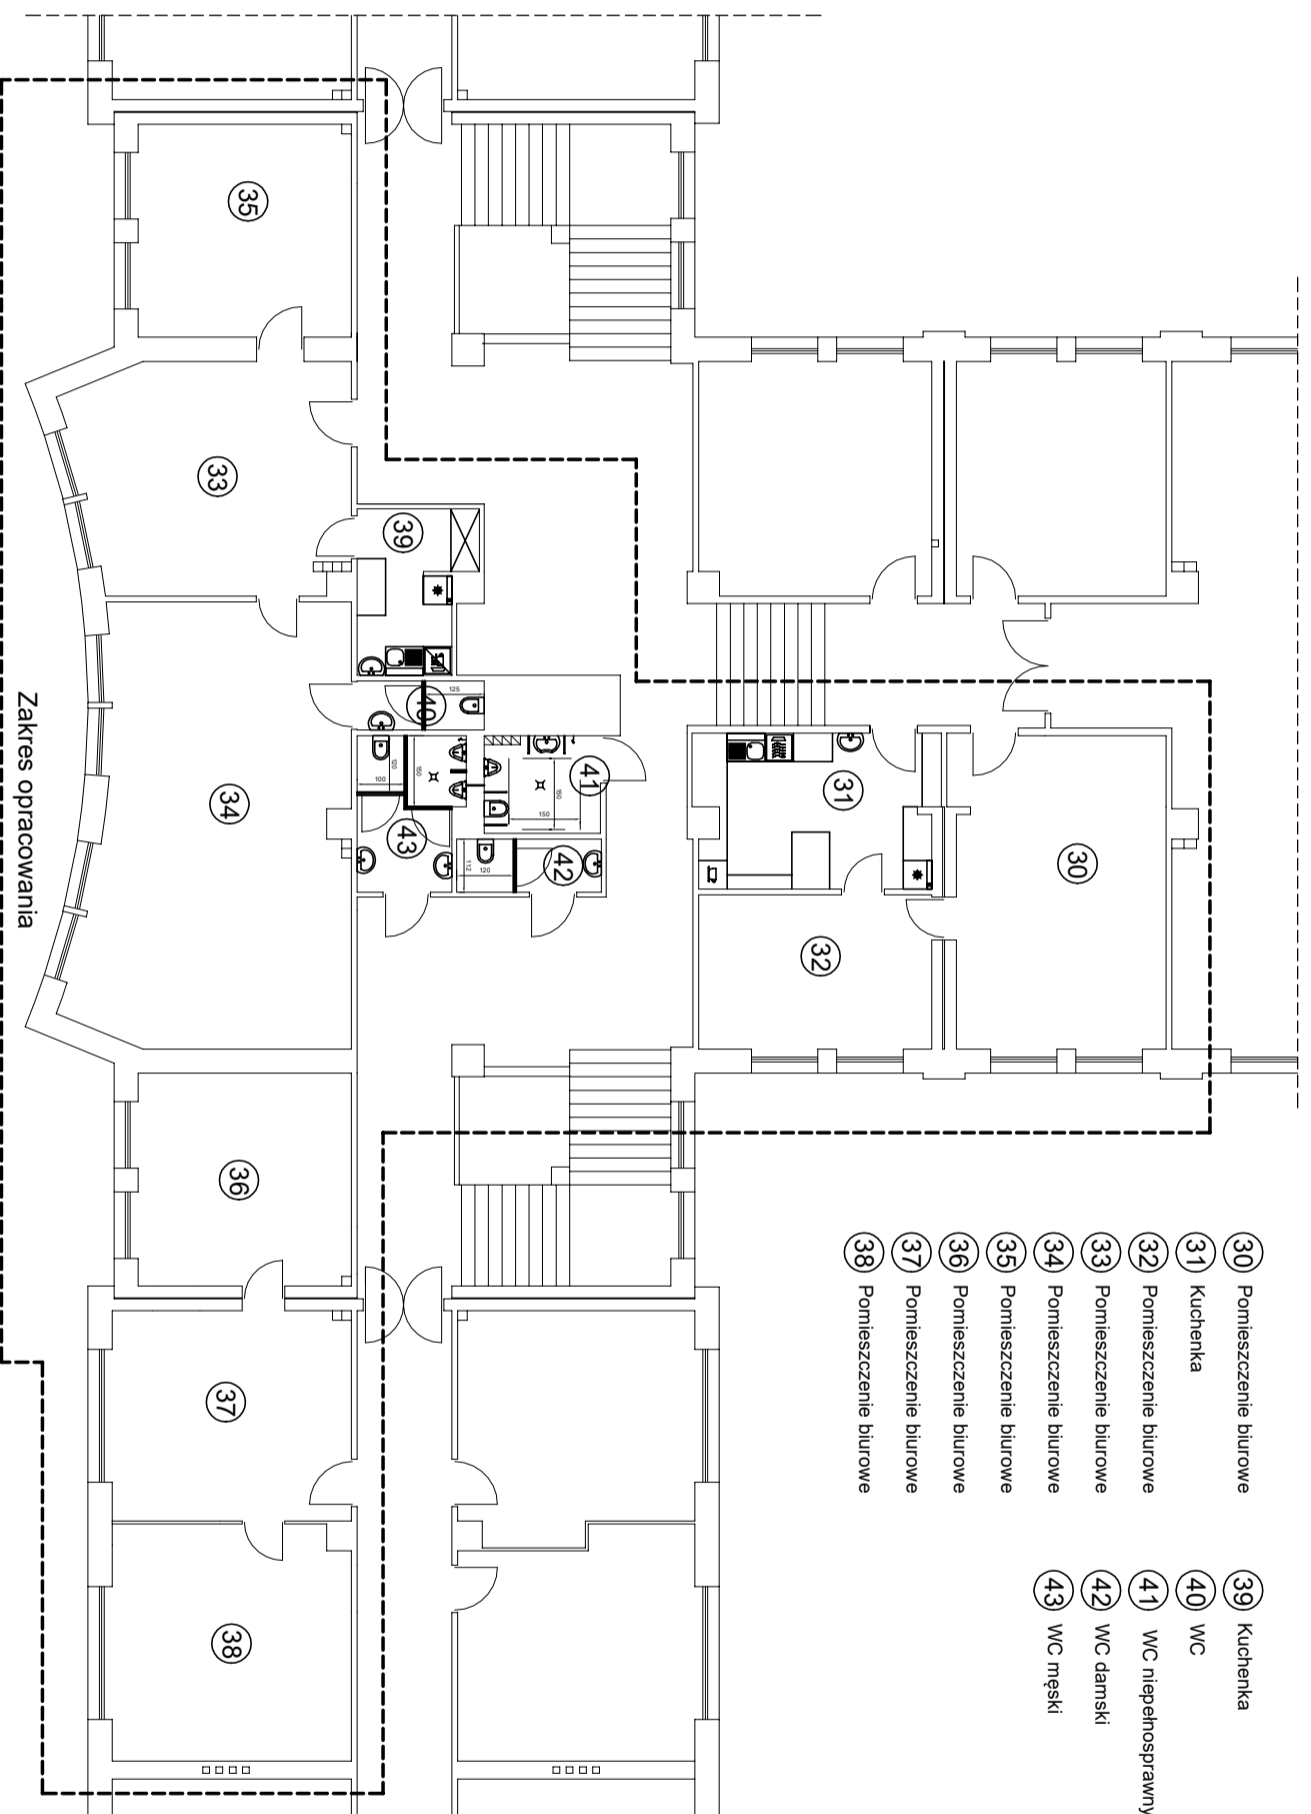 30 Pomieszczenie biurowe
31 Kuchenka
32 Pomieszczenie biurowe
33 Pomieszczenie biurowe
34 Pomieszczenie biurowe
35 Pomieszczenie biurowe
36 Pomieszczenie biurowe
37 Pomieszczenie biurowe
38 Pomieszczenie biurowe
39 Kuchenka
40 WC
41 WC niepełnosprawny
42 WC damski
43 WC męski
30
31
32
41
42
39
40
43
125
150
150
120
100
150
120
112
35
33
34
36
37
38
Zakres opracowania